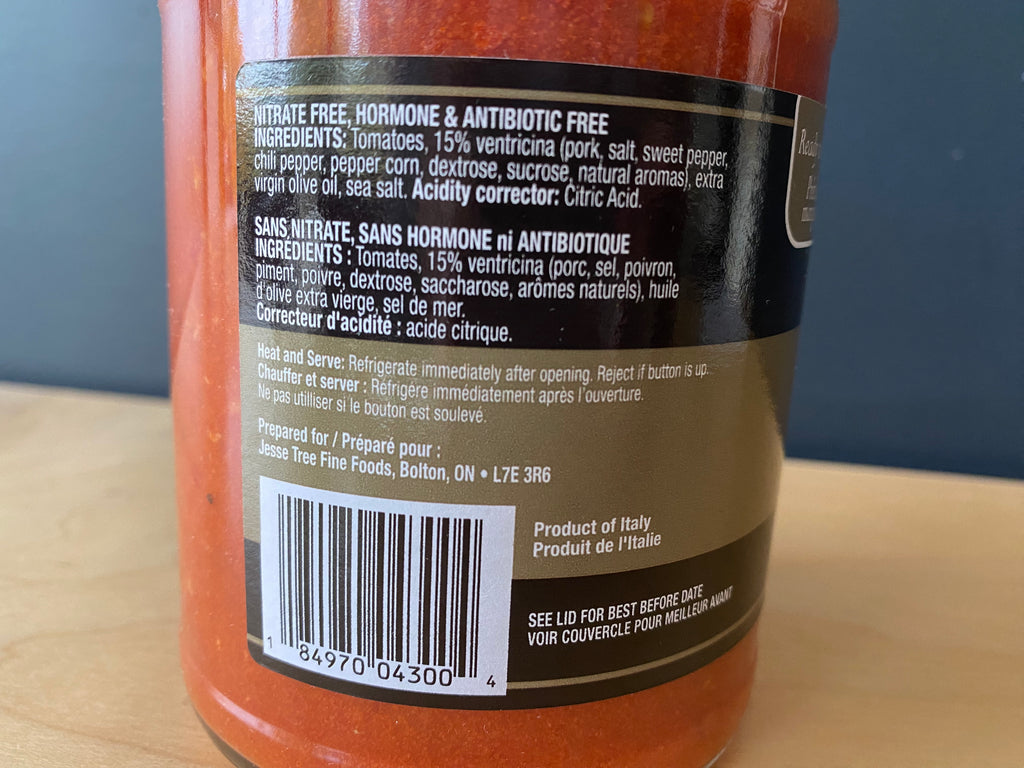 NITRATE FREE, HORMONE & ANTIBIOTIC FREE
INGREDIENTS: Tomatoes, 15% ventricina (pork, salt, sweet pepper,
chili pepper, pepper corn, dextrose, sucrose, natural aromas), extra
virgin olive oil, sea salt. Acidity corrector: Citric Acid.
SANS NITRATE, SANS HORMONE ni ANTIBIOTIQUE
INGRÉDIENTS : Tomates, 15% ventricina (porc, sel, poivron,
piment, poivre, dextrose, saccharose, arômes naturels), huile
d'olive extra vierge, sel de mer.
Correcteur d'acidité : acide citrique.
Heat and Serve: Refrigerate immediately after opening. Reject if button is up.
Chauffer et server : Refrigére immédiatement après l'ouverture.
Ne pas utilliser si le bouton est soulevé.
Prepared for / Préparé pour :
Jesse Tree Fine Foods, Bolton, ON • L7E 3R6
Product of Italy
Produit de l'Italie
SEE LID FOR BEST BEFORE DATE
VOIR COUVERCLE POUR MEILLEUR AVANT
1 84970 04300 4